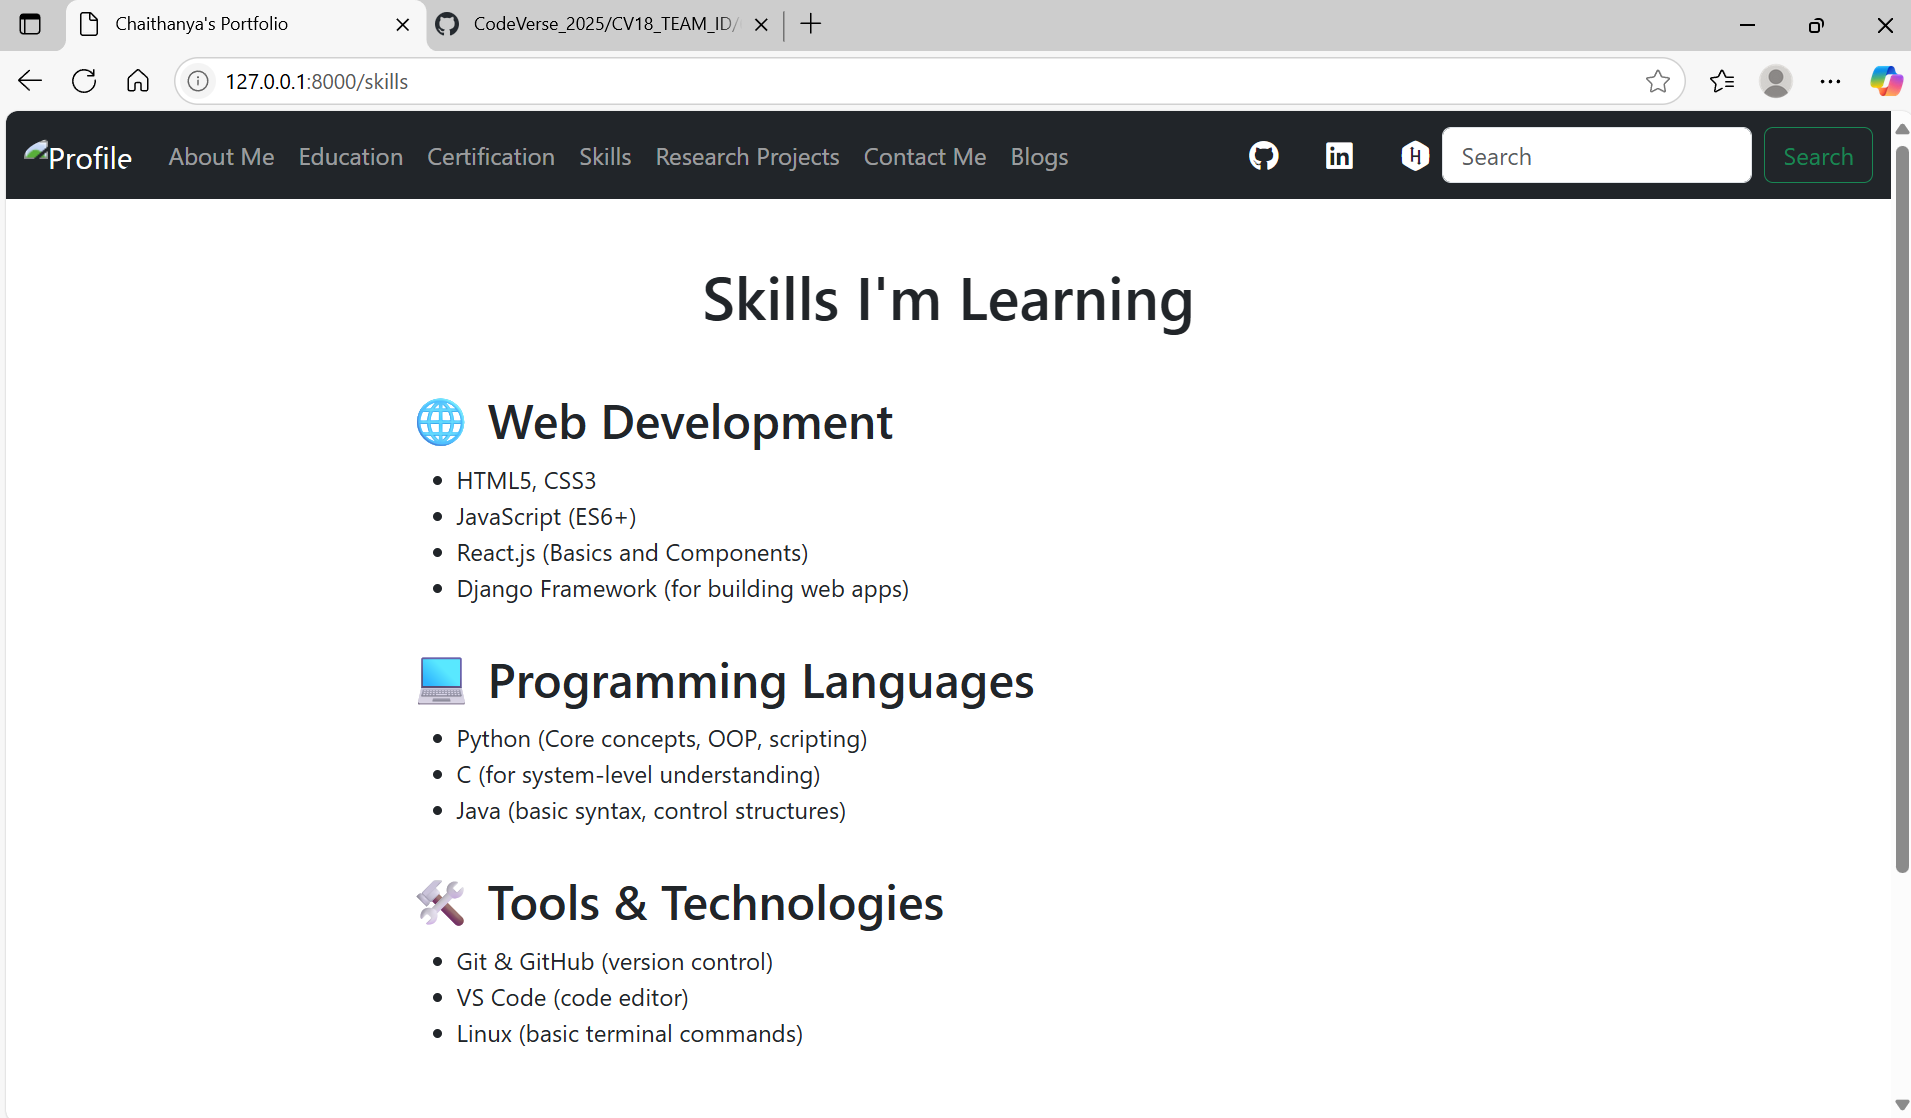 Chaithanya's Portfolio
CodeVerse_2025/CV18_TEAM_ID/
127.0.0.1:8000/skills
Profile About Me Education Certification Skills Research Projects Contact Me Blogs in H Search Search
Skills I'm Learning
🌐 Web Development
• HTML5, CSS3
• JavaScript (ES6+)
• React.js (Basics and Components)
• Django Framework (for building web apps)
💻 Programming Languages
• Python (Core concepts, OOP, scripting)
• C (for system-level understanding)
• Java (basic syntax, control structures)
🛠️ Tools & Technologies
• Git & GitHub (version control)
• VS Code (code editor)
• Linux (basic terminal commands)